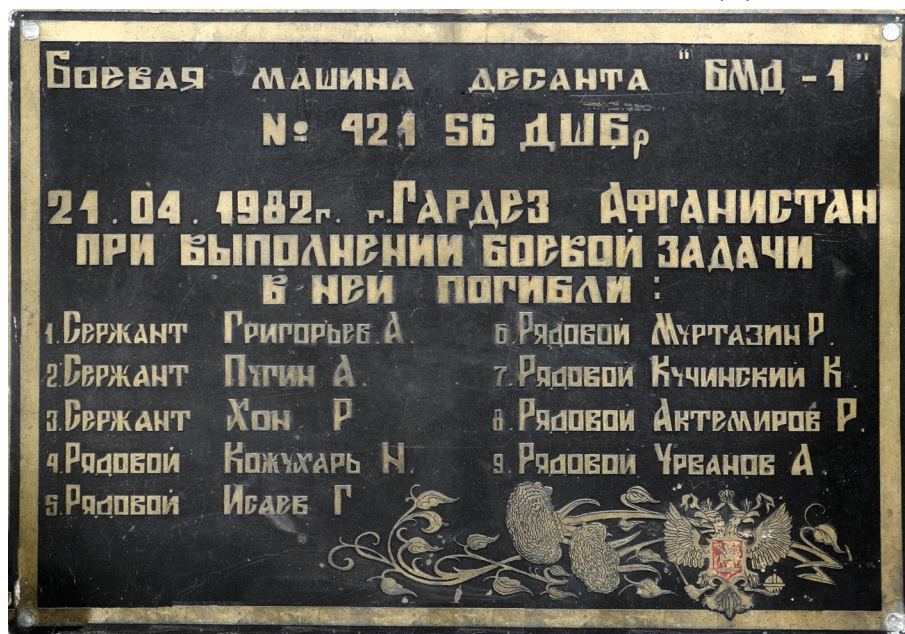 Боевая машина десанта "БМД-1"
№ 421 56 ДШБр
21.04.1982г. г.Гардез Афганистан
при выполнении боевой задачи
в ней погибли:
1.Сержант Григорьев А.
2.Сержант Пугин А.
3.Сержант Хон Р
4.Рядовой Кожухарь Н.
5.Рядовой Исаев Г
6.Рядовой Муртазин Р.
7.Рядовой Кучинский К
8.Рядовой Актемиров Р.
9.Рядовой Урванов А.